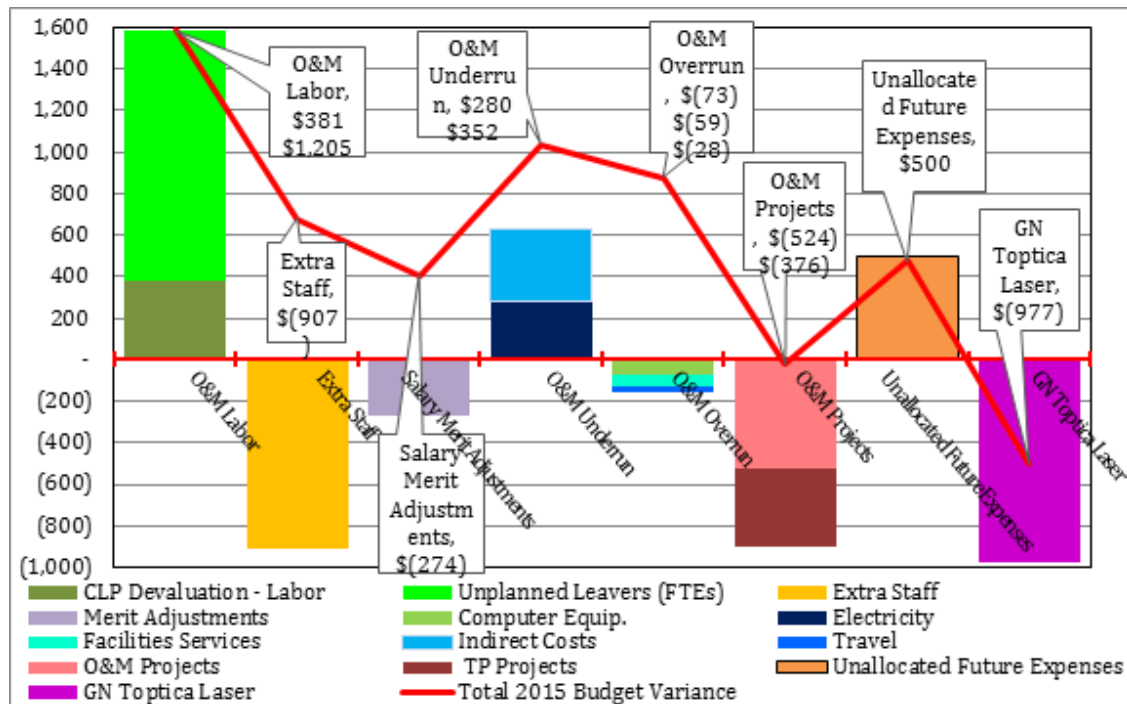 1,600
1,400
1,200
1,000
800
600
400
200
-
(200)
(400)
(600)
(800)
(1,000)
O&M
Labor,
$381
$1,205
Extra
Staff,
$(907
)
O&M
Underru
n, $280
$352
Salary
Merit
Adjustm
ents,
$(274)
O&M
Overrun
, $(73)
$(59)
$(28)
O&M
Projects
, $(524)
$(376)
Unallocate
d Future
Expenses,
$500
GN
Toptica
Laser,
$(977)
O&M Labor
Extra Staff
Salary Merit Adjustments
O&M Underrun
O&M Overrun
O&M Projects
Unallocated Future Expenses
GN Toptica Laser
CLP Devaluation - Labor
Unplanned Leavers (FTEs)
Extra Staff
Merit Adjustments
Computer Equip.
Electricity
Facilities Services
Indirect Costs
Travel
O&M Projects
TP Projects
Unallocated Future Expenses
GN Toptica Laser
Total 2015 Budget Variance